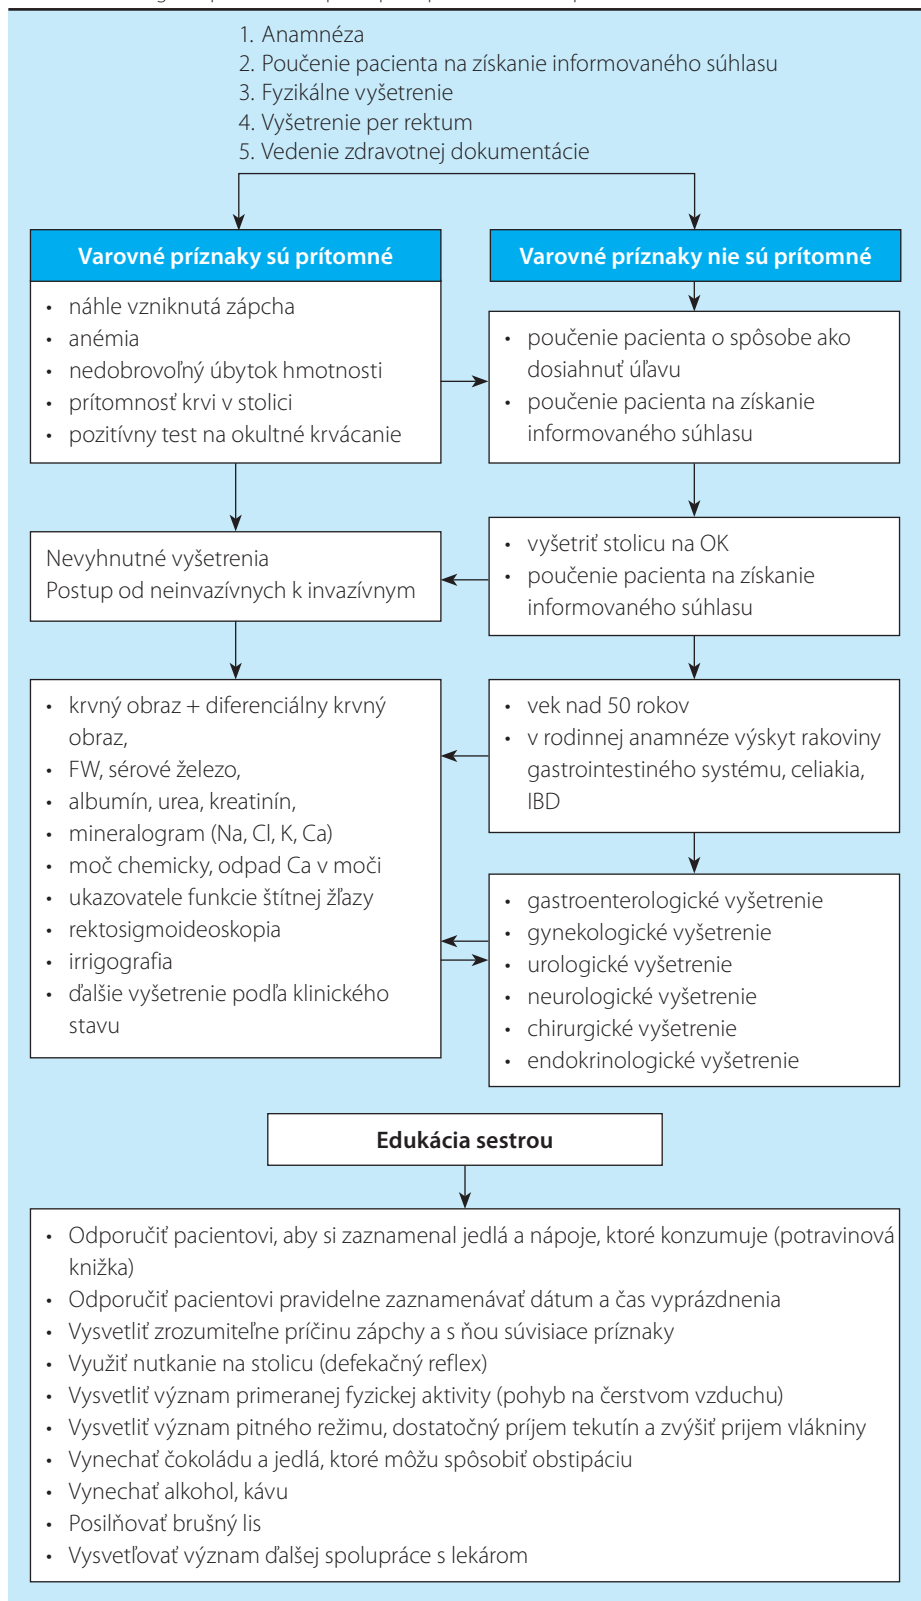 1. Anamnéza
2. Poučenie pacienta na získanie informovaného súhlasu
3. Fyzikálne vyšetrenie
4. Vyšetrenie per rektum
5. Vedenie zdravotnej dokumentácie
Varovné príznaky sú prítomné
• náhle vzniknutá zápcha
• anémia
• nedobrovoľný úbytok hmotnosti
• prítomnosť krvi v stolici
• pozitívny test na okultné krvácanie
Varovné príznaky nie sú prítomné
• poučenie pacienta o spôsobe ako
dosiahnuť úľavu
• poučenie pacienta na získanie
informovaného súhlasu
Nevyhnutné vyšetrenia
Postup od neinvazívnych k invazívnym
• vyšetriť stolicu na OK
• poučenie pacienta na získanie
informovaného súhlasu
• krvný obraz + diferenciálny krvný
obraz,
• FW, sérové železo,
• albumín, urea, kreatinín,
• mineralogram (Na, Cl, K, Ca)
• moč chemicky, odpad Ca v moči
• ukazovatele funkcie štítnej žľazy
• rektosigmoideoskopia
• irrigografia
• ďalšie vyšetrenie podľa klinického
stavu
• vek nad 50 rokov
• v rodinnej anamnéze výskyt rakoviny
gastrointestiného systému, celiakia,
IBD
• gastroenterologické vyšetrenie
• gynekologické vyšetrenie
• urologické vyšetrenie
• neurologické vyšetrenie
• chirurgické vyšetrenie
• endokrinologické vyšetrenie
Edukácia sestrou
• Odporučiť pacientovi, aby si zaznamenal jedlá a nápoje, ktoré konzumuje (potravinová
knižka)
• Odporučiť pacientovi pravidelne zaznamenávať dátum a čas vyprázdnenia
• Vysvetliť zrozumiteľne príčinu zápchy a s ňou súvisiace príznaky
• Využiť nutkanie na stolicu (defekačný reflex)
• Vysvetliť význam primeranej fyzickej aktivity (pohyb na čerstvom vzduchu)
• Vysvetliť význam pitného režimu, dostatočný príjem tekutín a zvýšiť prijem vlákniny
• Vynechať čokoládu a jedlá, ktoré môžu spôsobiť obstipáciu
• Vynechať alkohol, kávu
• Posilňovať brušný lis
• Vysvetľovať význam ďalšej spolupráce s lekárom